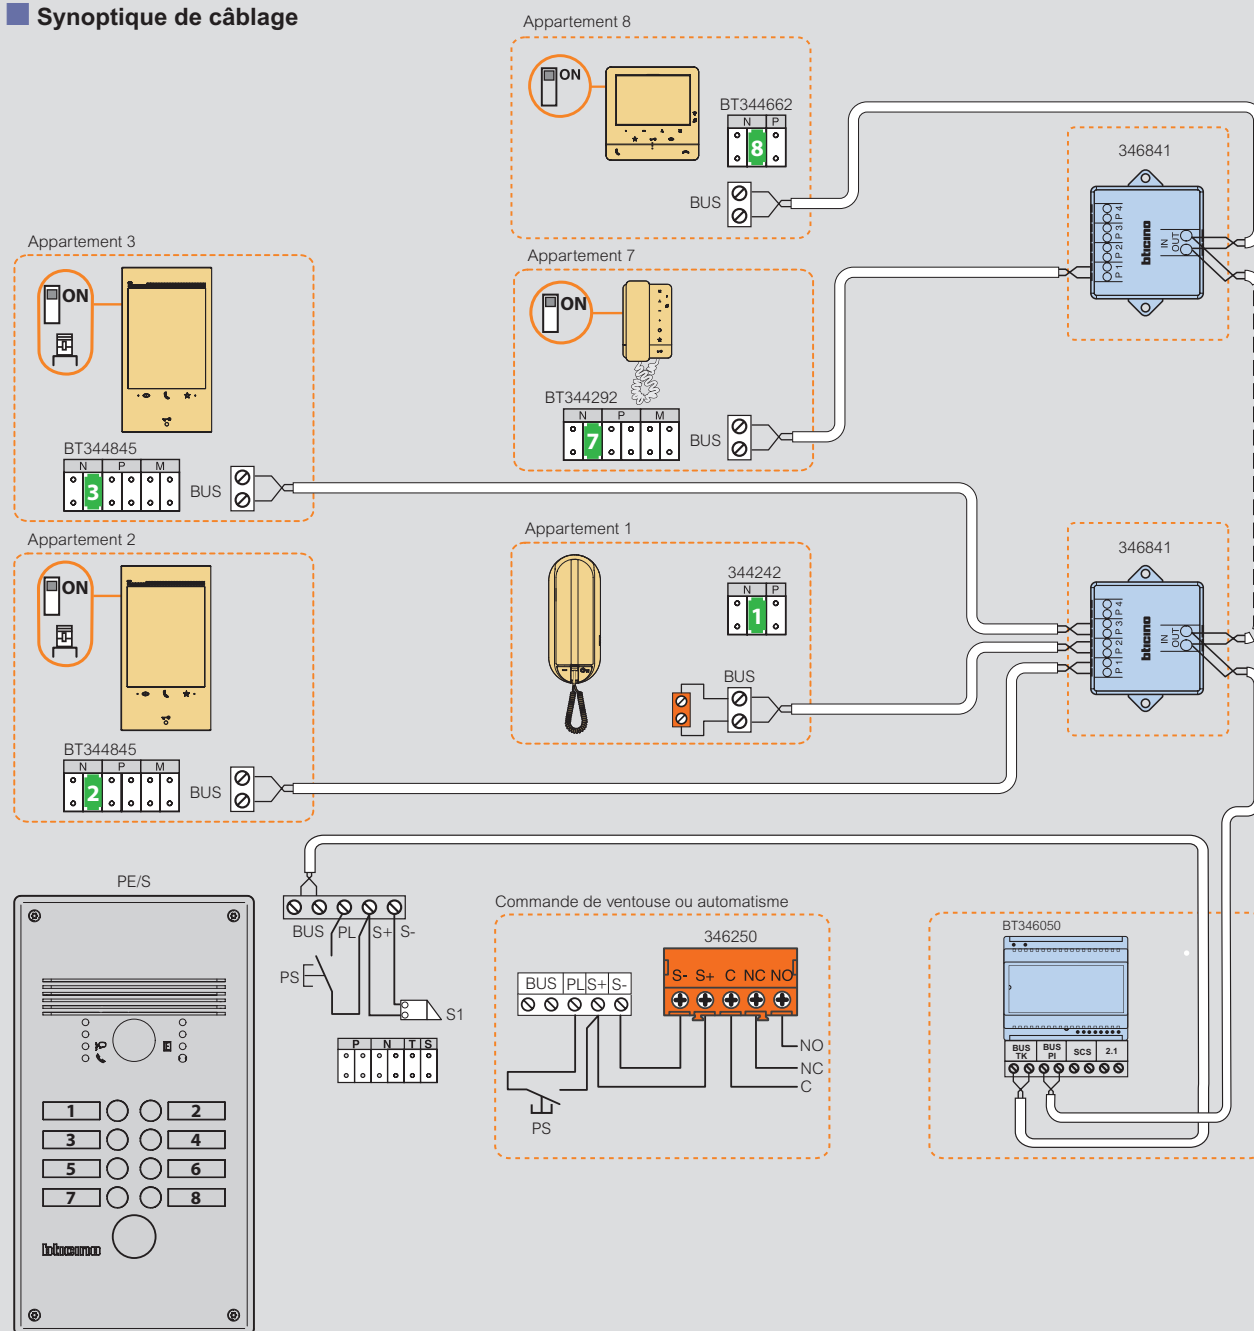 Synoptique de câblage
Appartement 8
ON
BT344662
N P
8
BUS
346841
P1 P2 P3 P4
bticino
IN
OUT
Appartement 3
ON
BT344845
N P M
3
BUS
Appartement 7
ON
BT344292
N P M
7
BUS
Appartement 2
ON
BT344845
N P M
2
BUS
Appartement 1
344242
N P
1
BUS
346841
P1 P2 P3 P4
bticino
IN
OUT
PE/S
1 2
3 4
5 6
7 8
bticino
BUS PL S+ S-
PS
S1
P N T S
Commande de ventouse ou automatisme
346250
BUS PL S+ S-
S- S+ C NC NO
NO
NC
C
PS
BT346050
BUS TK BUS PI SCS 2.1